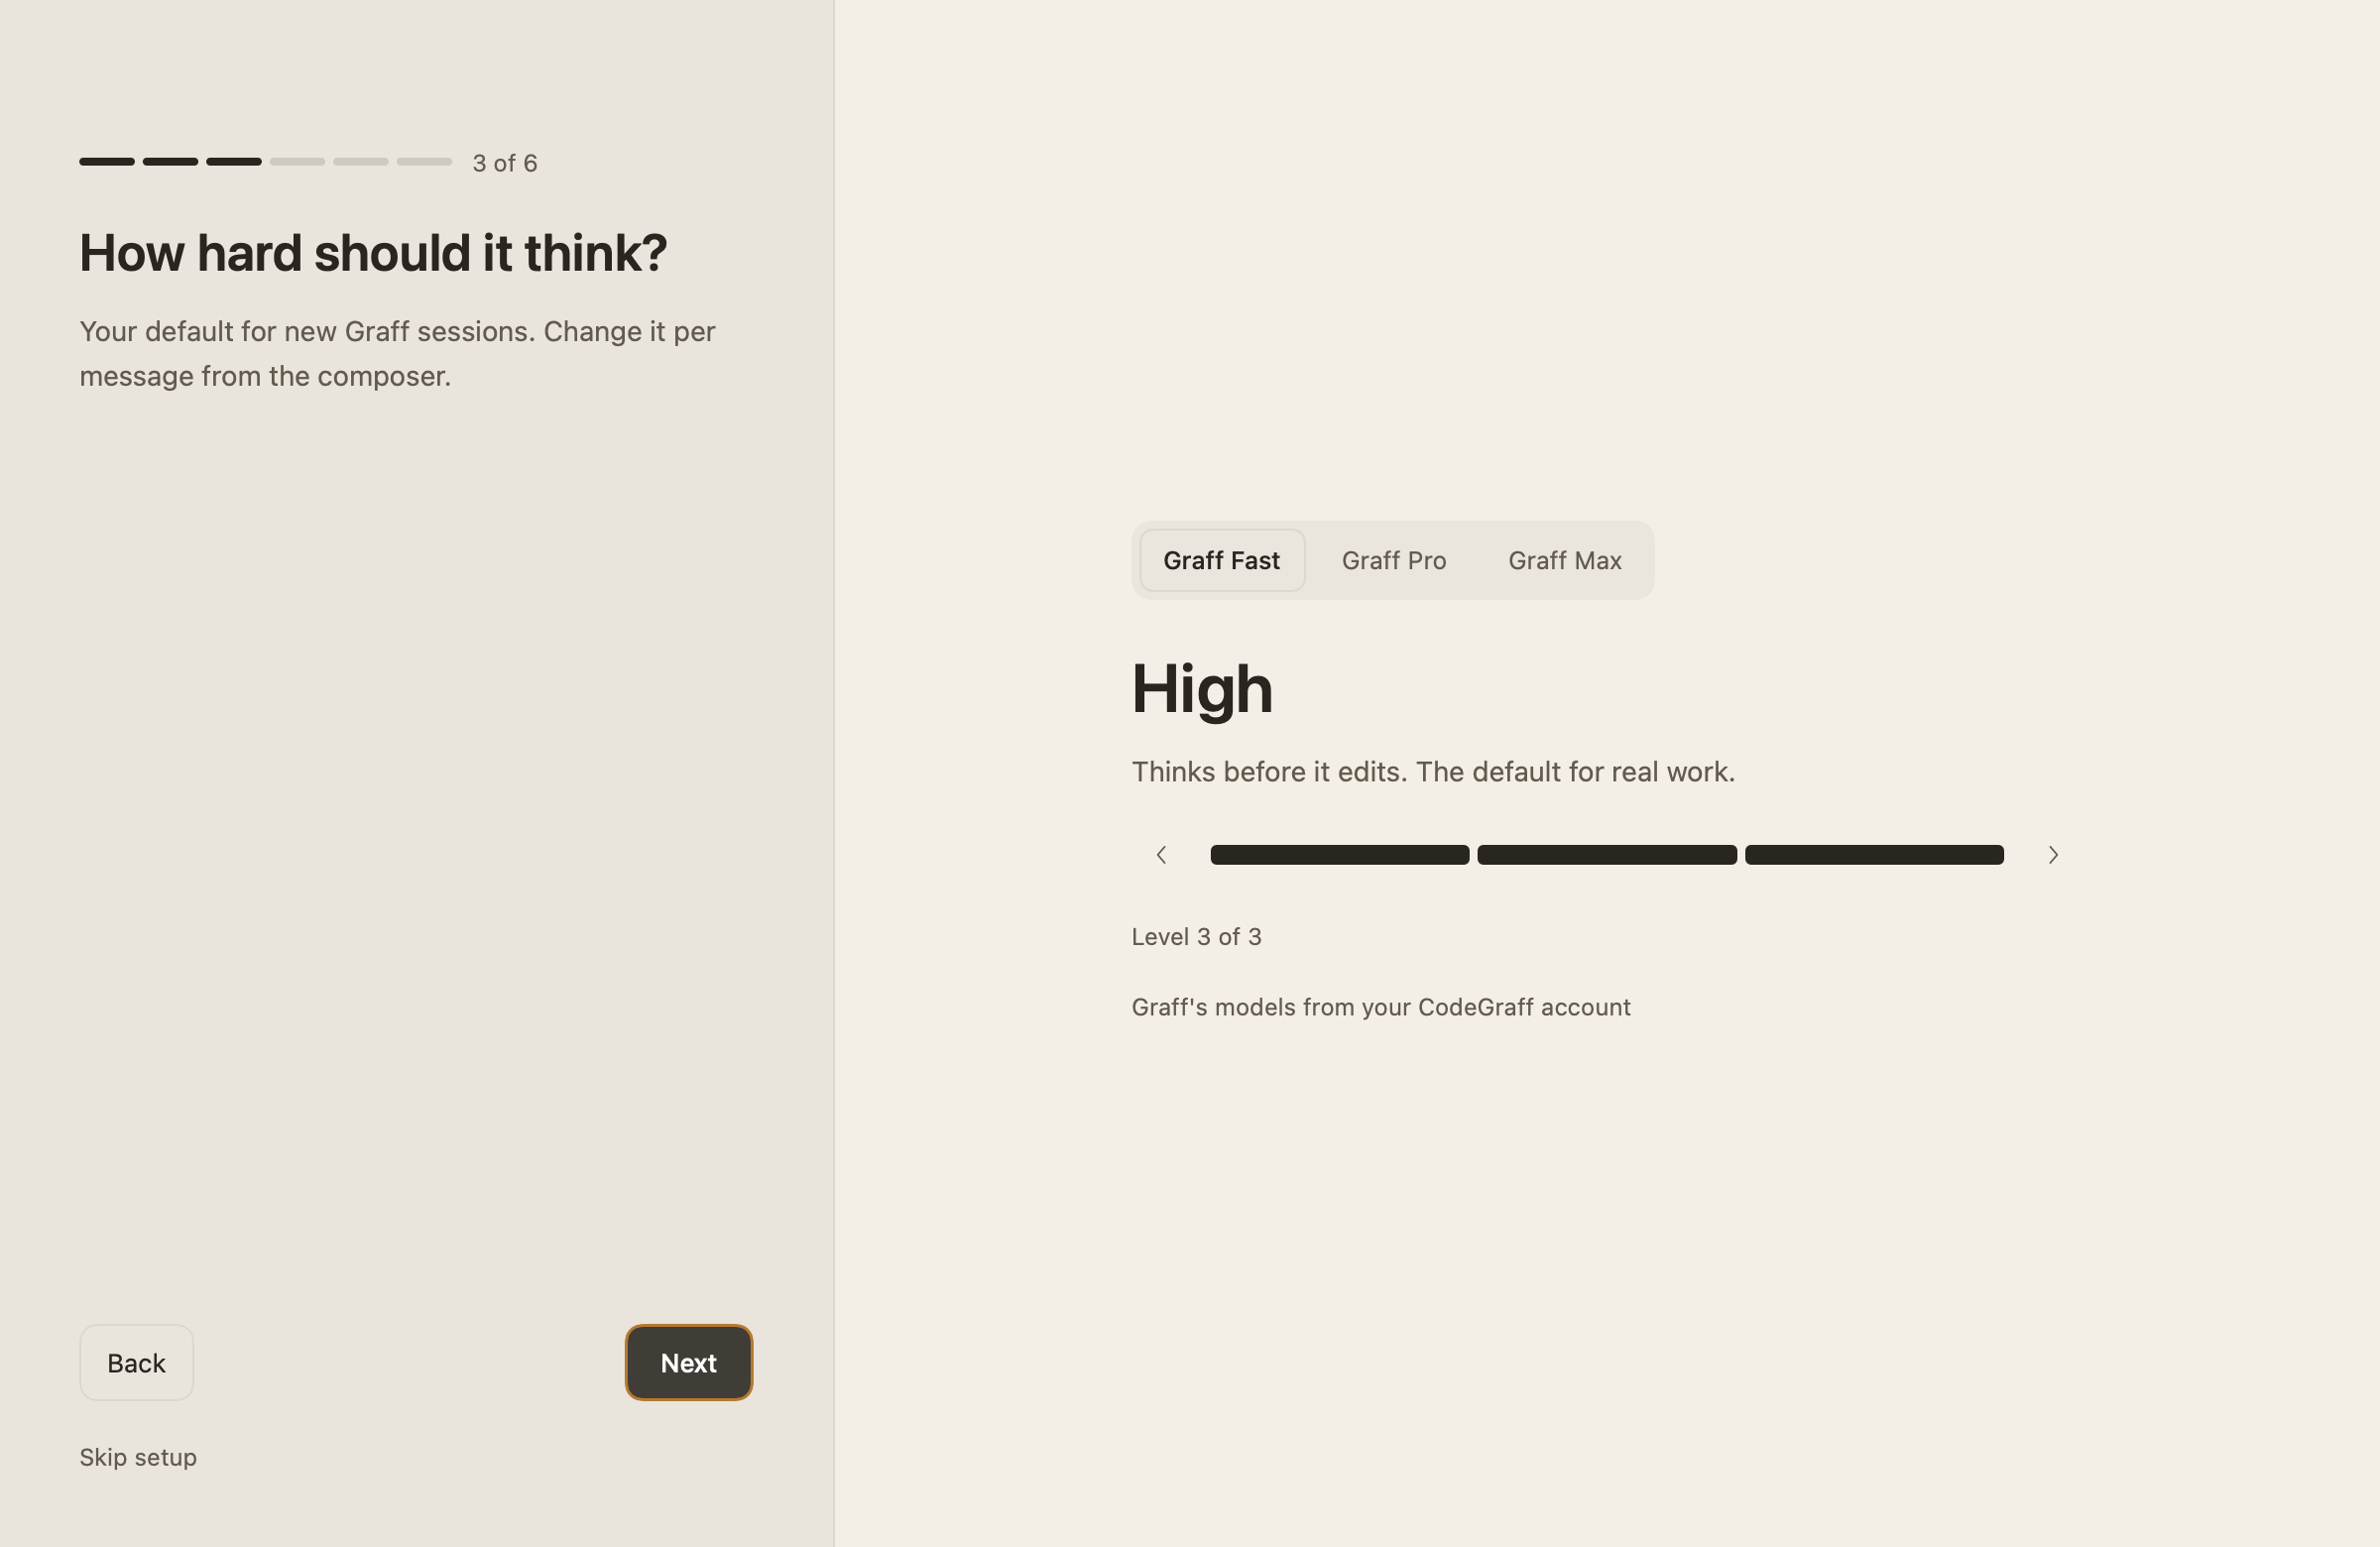 3 of 6
How hard should it think?
Your default for new Graff sessions. Change it per
message from the composer.
Back
Next
Skip setup
Graff Fast
Graff Pro
Graff Max
High
Thinks before it edits. The default for real work.
Level 3 of 3
Graff's models from your CodeGraff account